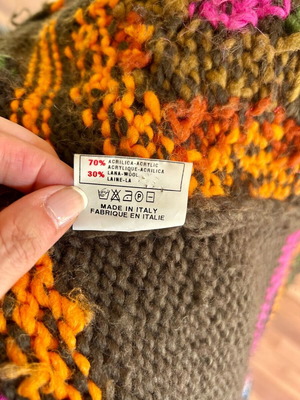 70% ACRILICA-ACRYLIC
ACRYLIQUE-ACRILICA
30% LANA-WOOL
LAINE-LA
MADE IN ITALY
FABRIQUE EN ITALIE